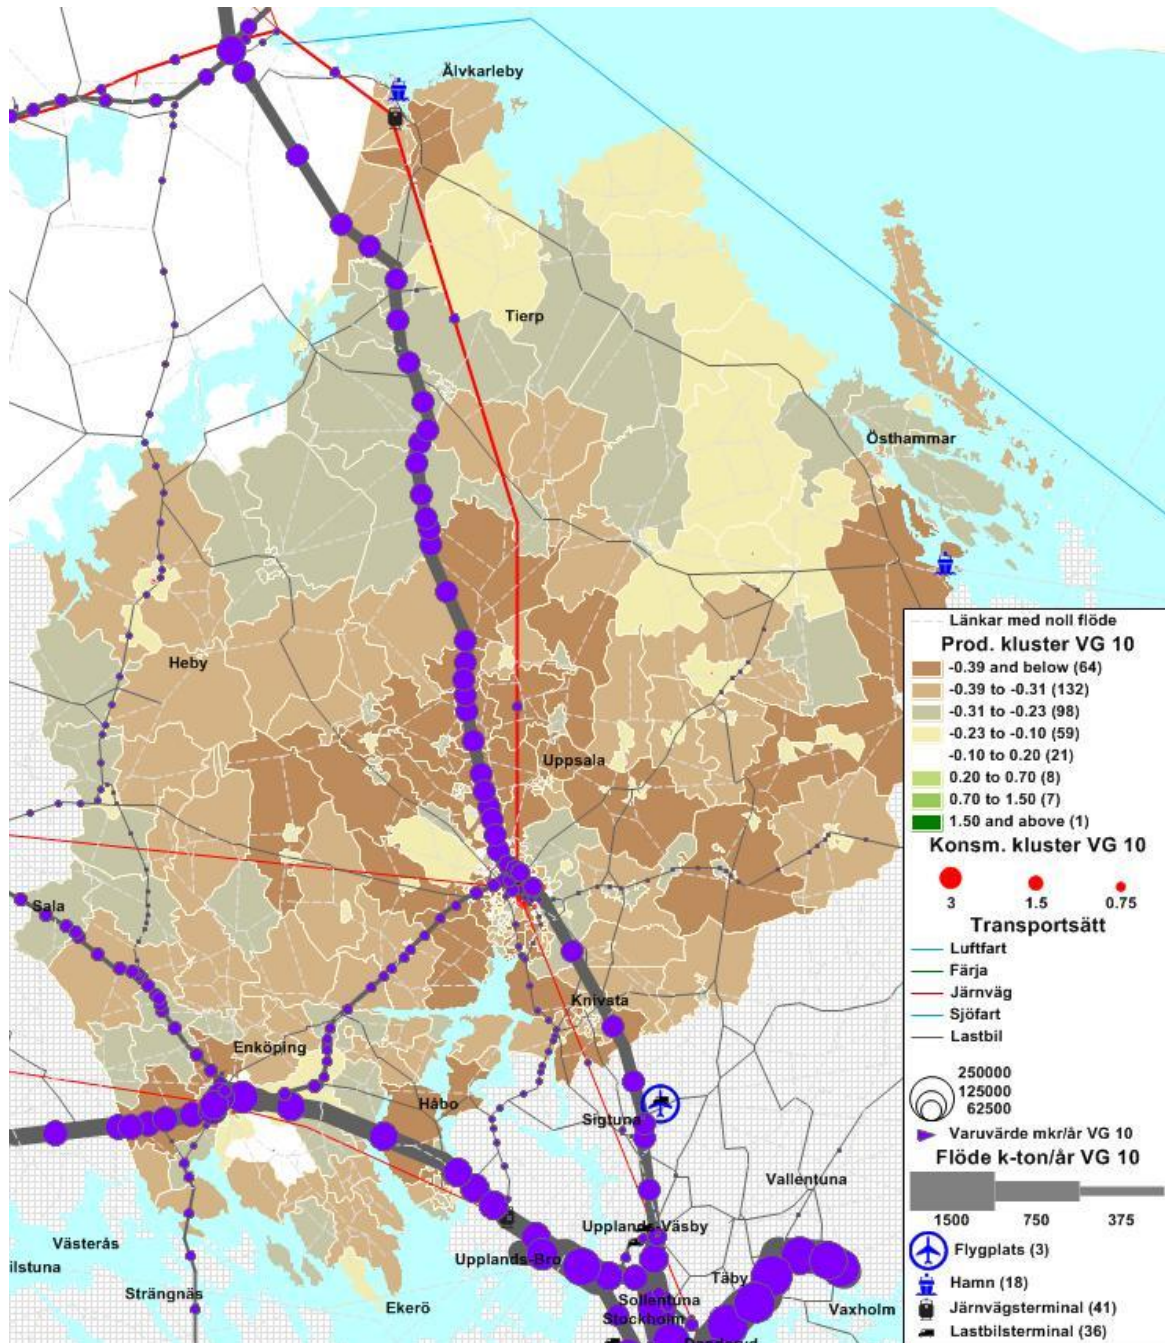 Älvkarleby
Tierp
Östhammar
Heby
Uppsala
Sala
Knivsta
Enköping
Håbo
Sigtuna
Vallentuna
Upplands-Väsby
Västerås
ilstuna
Upplands-Bro
Täby
Strängnäs
Ekerö
Sollentuna
Vaxholm
Stockholm
Länkar med noll flöde
Prod. kluster VG 10
-0.39 and below (64)
-0.39 to -0.31 (132)
-0.31 to -0.23 (98)
-0.23 to -0.10 (59)
-0.10 to 0.20 (21)
0.20 to 0.70 (8)
0.70 to 1.50 (7)
1.50 and above (1)
Konsm. kluster VG 10
3 1.5 0.75
Transportsätt
Luftfart
Färja
Järnväg
Sjöfart
Lastbil
250000
125000
62500
Varuvärde mkr/år VG 10
Flöde k-ton/år VG 10
1500 750 375
Flygplats (3)
Hamn (18)
Järnvägsterminal (41)
Lastbilsterminal (36)